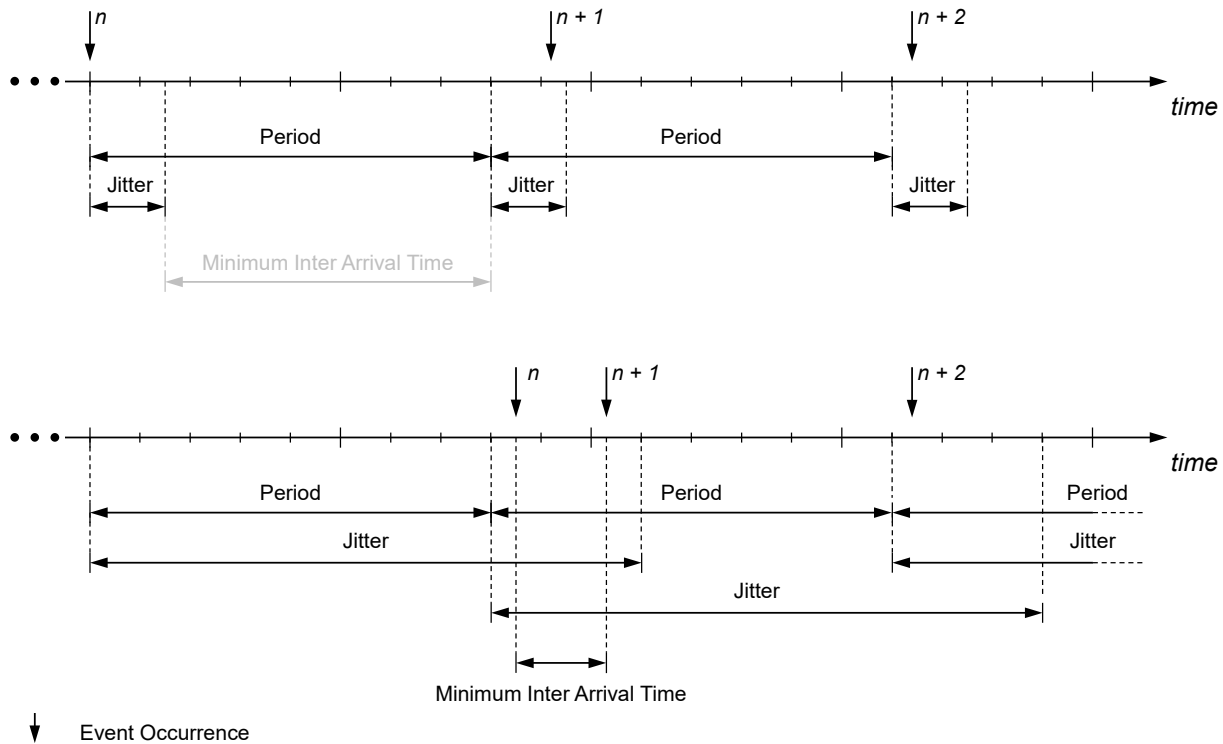 n n + 1 n + 2
time
Period Period
Jitter Jitter Jitter
Minimum Inter Arrival Time
n n + 1 n + 2
time
Period Period Period
Jitter Jitter
Jitter
Minimum Inter Arrival Time
Event Occurrence